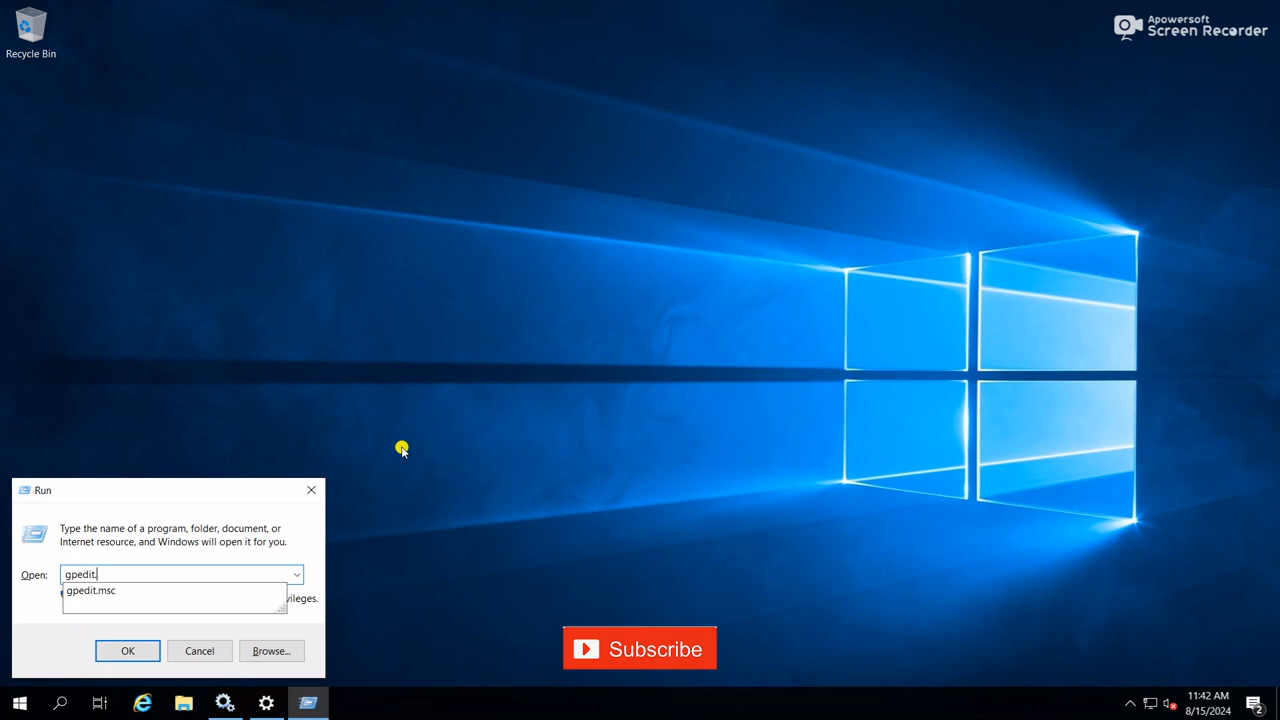 Recycle Bin
Apowersoft
Screen Recorder
Run
Type the name of a program, folder, document, or
Internet resource, and Windows will open it for you.
Open:
gpedit.
gpedit.msc
vileges.
OK
Cancel
Browse...
Subscribe
11:42 AM
8/15/2024
2